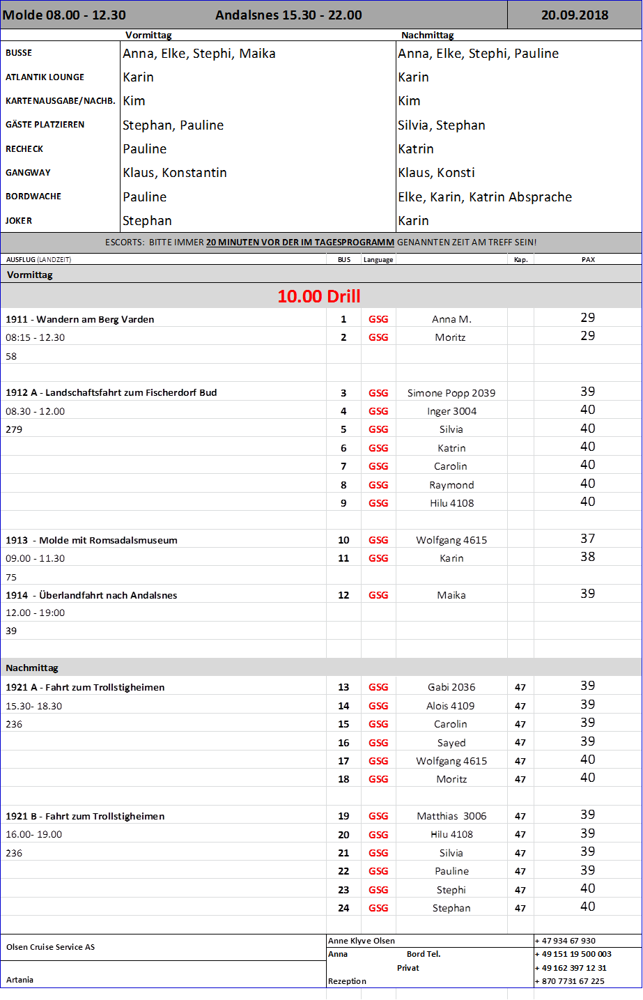 Molde 08.00 - 12.30 Andalsnes 15.30 - 22.00 20.09.2018
Vormittag Nachmittag
BUSSE Anna, Elke, Stephi, Maika Anna, Elke, Stephi, Pauline
ATLANTIK LOUNGE Karin Karin
KARTENAUSGABE/NACHB. Kim Kim
GÄSTE PLATZIEREN Stephan, Pauline Silvia, Stephan
RECHECK Pauline Katrin
GANGWAY Klaus, Konstantin Klaus, Konsti
BORDWACHE Pauline Elke, Karin, Katrin Absprache
JOKER Stephan Karin
ESCORTS: BITTE IMMER 20 MINUTEN VOR DER IM TAGESPROGRAMM GENANNTEN ZEIT AM TREFF SEIN!
AUSFLUG (LANDZEIT) BUS Language Kap. PAX
Vormittag
10.00 Drill
1911 - Wandern am Berg Varden 1 GSG Anna M. 29
08:15 - 12.30 2 GSG Moritz 29
58
1912 A - Landschaftsfahrt zum Fischerdorf Bud 3 GSG Simone Popp 2039 39
08.30 - 12.00 4 GSG Inger 3004 40
279 5 GSG Silvia 40
6 GSG Katrin 40
7 GSG Carolin 40
8 GSG Raymond 40
9 GSG Hilu 4108 40
1913 - Molde mit Romsadalsmuseum 10 GSG Wolfgang 4615 37
09.00 - 11.30 11 GSG Karin 38
75
1914 - Überlandfahrt nach Andalsnes 12 GSG Maika 39
12.00 - 19:00
39
Nachmittag
1921 A - Fahrt zum Trollstigheimen 13 GSG Gabi 2036 47 39
15.30- 18.30 14 GSG Alois 4109 47 39
236 15 GSG Carolin 47 39
16 GSG Sayed 47 39
17 GSG Wolfgang 4615 47 40
18 GSG Moritz 47 40
1921 B - Fahrt zum Trollstigheimen 19 GSG Matthias 3006 47 39
16.00- 19.00 20 GSG Hilu 4108 47 39
236 21 GSG Silvia 47 39
22 GSG Pauline 47 39
23 GSG Stephi 47 40
24 GSG Stephan 47 40
Anne Klyve Olsen + 47 934 67 930
Olsen Cruise Service AS
Anna Bord Tel. + 49 151 19 500 003
Privat + 49 162 397 12 31
Artania Rezeption + 870 7731 67 225